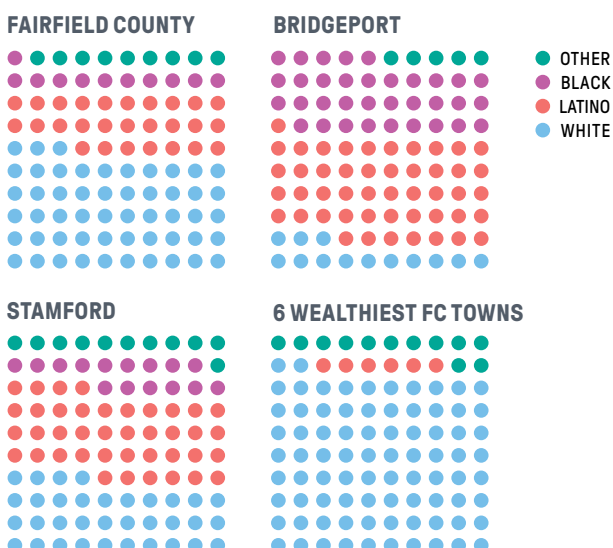 FAIRFIELD COUNTY
BRIDGEPORT
OTHER
BLACK
LATINO
WHITE
STAMFORD
6 WEALTHIEST FC TOWNS